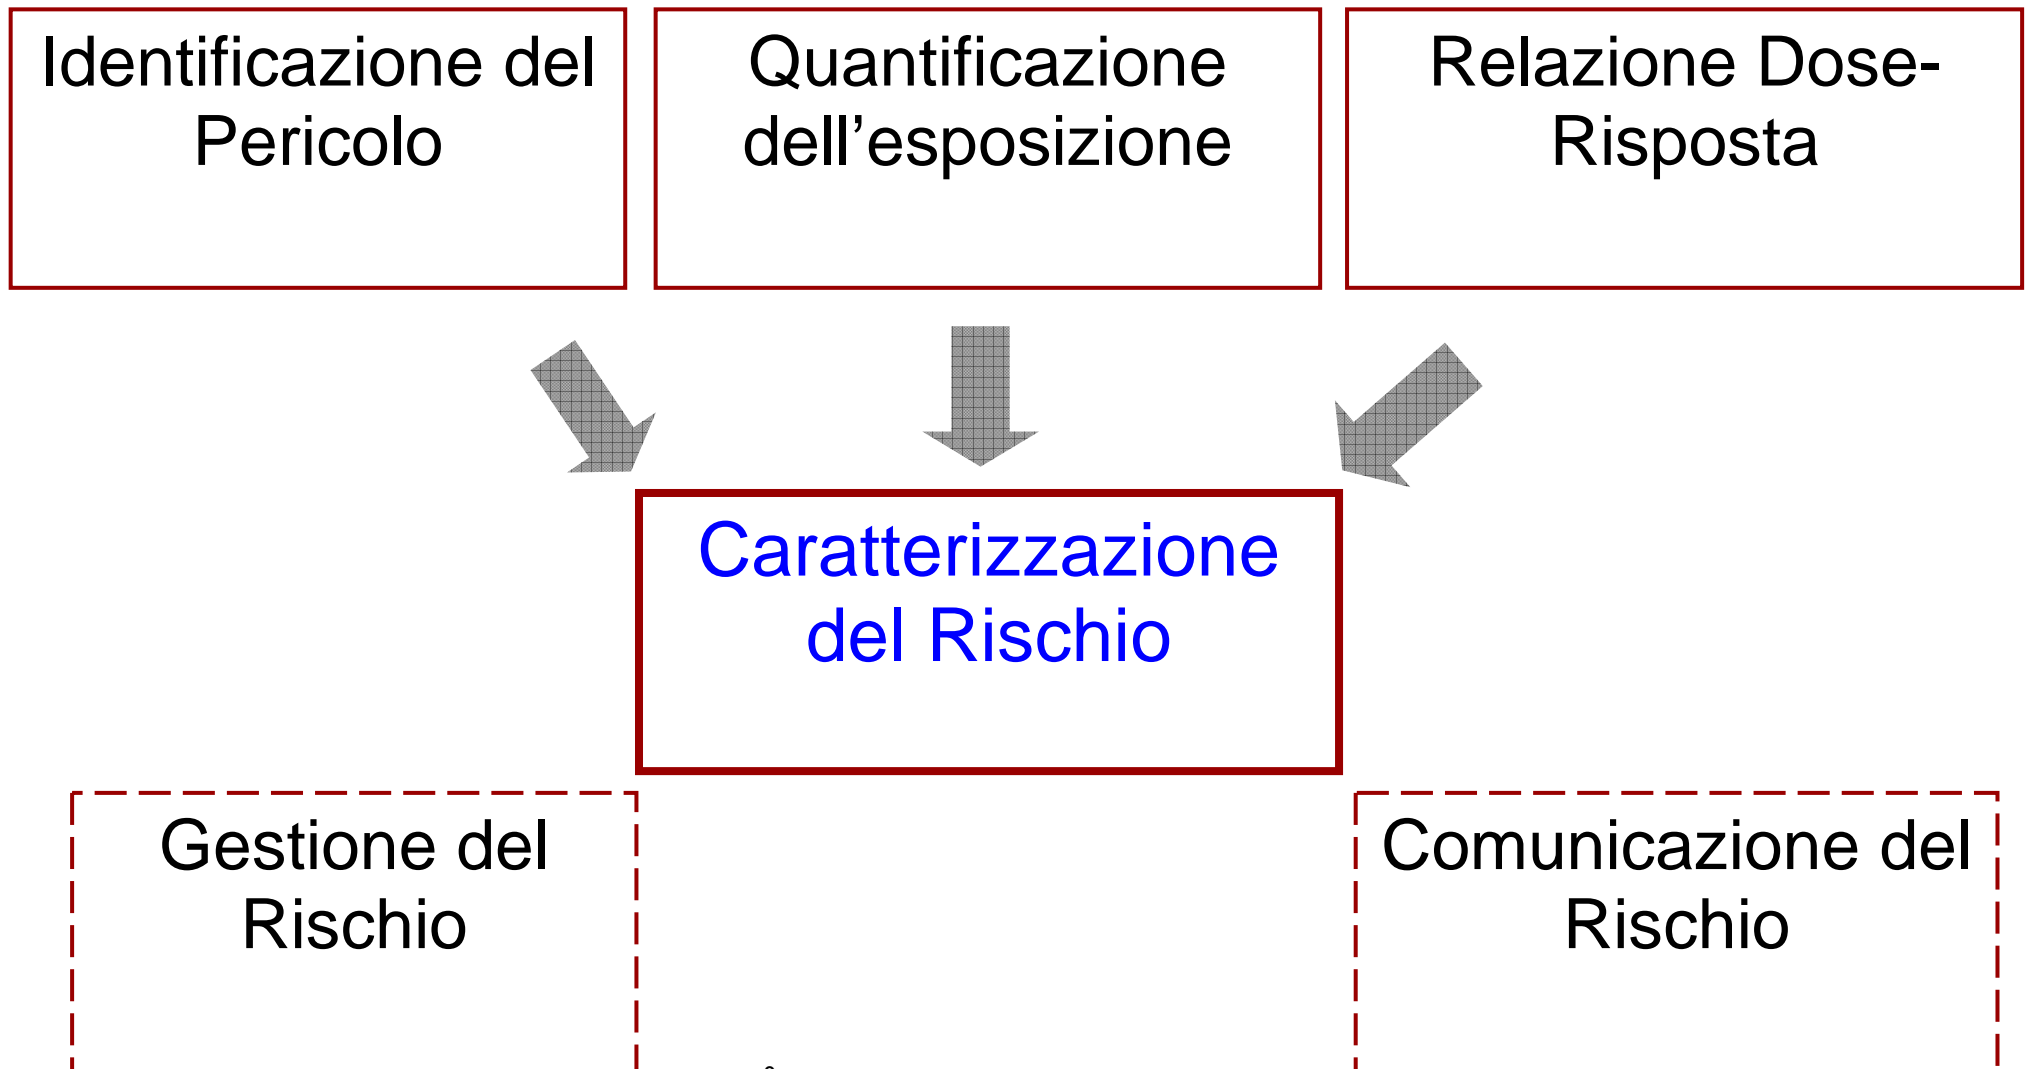 Identificazione del
Pericolo
Quantificazione
dell’esposizione
Relazione Dose-
Risposta
Caratterizzazione
del Rischio
Gestione del
Rischio
Comunicazione del
Rischio